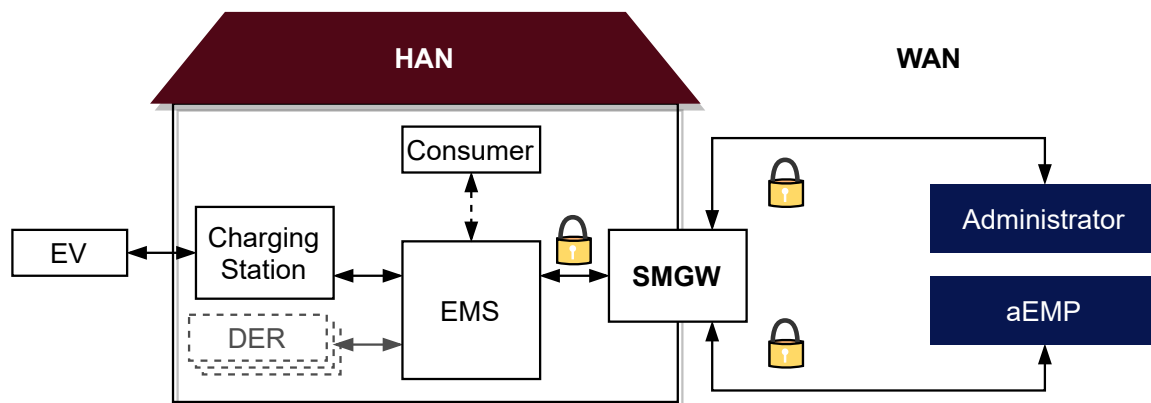 HAN
WAN
Consumer
EV
Charging
Station
DER
EMS
SMGW
Administrator
aEMP